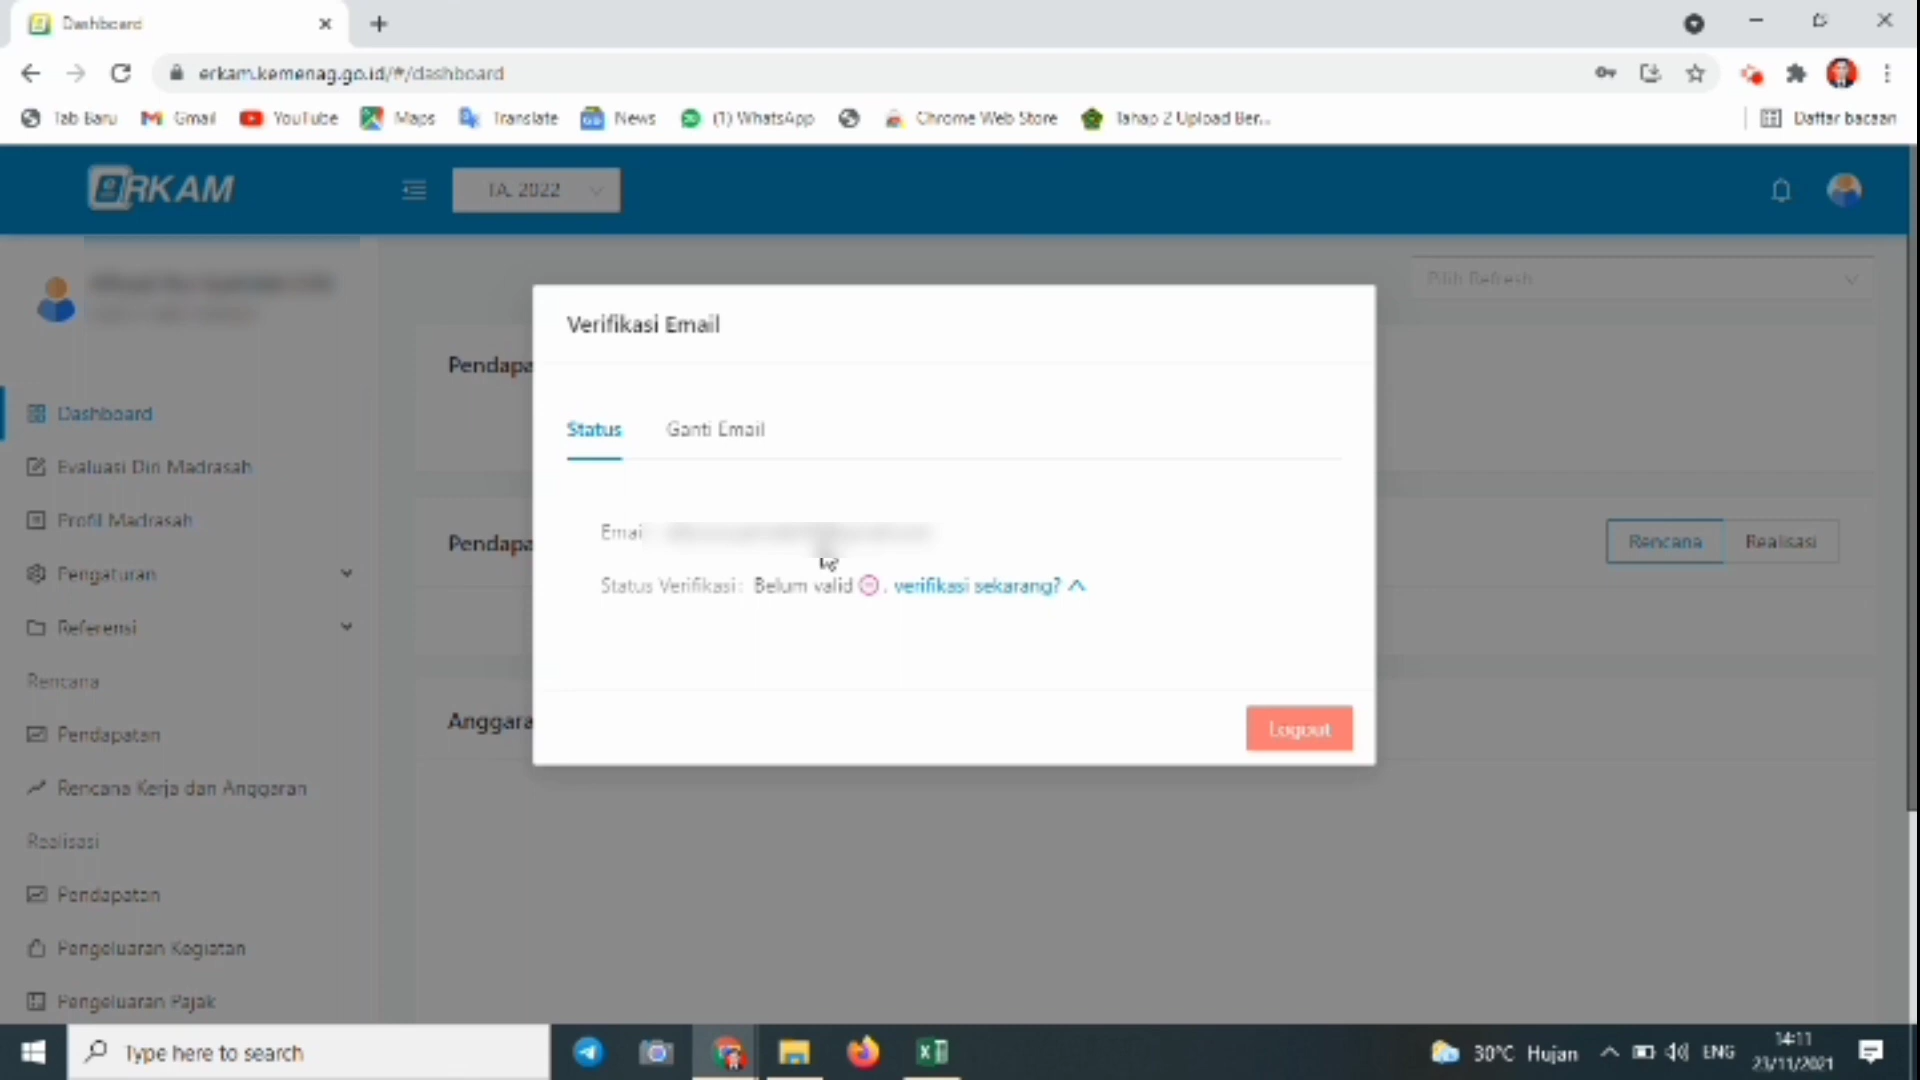 Dashboard
erkam.kemenag.go.id/#/dashboard
Tab Baru
Gmail
YouTube
Maps
Translate
News
(1) WhatsApp
Chrome Web Store
Tahap 2 Upload Ber...
Daftar bacaan
eRKAM
TA. 2022
Pilih Refresh
Verifikasi Email
Pendapa
Dashboard
Status
Ganti Email
Evaluasi Diri Madrasah
Profil Madrasah
Emai
Pendapa
Rencana
Realisasi
Pengaturan
Status Verifikasi: Belum valid . verifikasi sekarang?
Referensi
Rencana
Anggara
Logout
Pendapatan
Rencana Kerja dan Anggaran
Realisasi
Pendapatan
Pengeluaran Kegiatan
Pengeluaran Pajak
Type here to search
30°C Hujan
ENG
14:11
23/11/2021